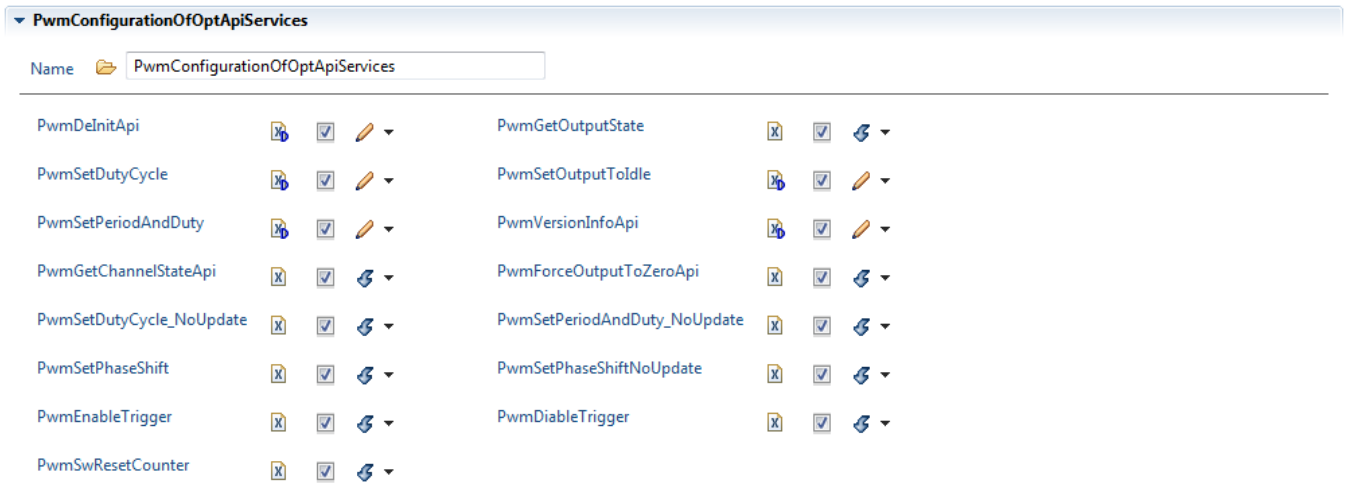 PwmConfigurationOfOptApiServices
Name PwmConfigurationOfOptApiServices
PwmDeInitApi PwmGetOutputState
PwmSetDutyCycle PwmSetOutputToIdle
PwmSetPeriodAndDuty PwmVersionInfoApi
PwmGetChannelStateApi PwmForceOutputToZeroApi
PwmSetDutyCycle_NoUpdate PwmSetPeriodAndDuty_NoUpdate
PwmSetPhaseShift PwmSetPhaseShiftNoUpdate
PwmEnableTrigger PwmDiableTrigger
PwmSwResetCounter